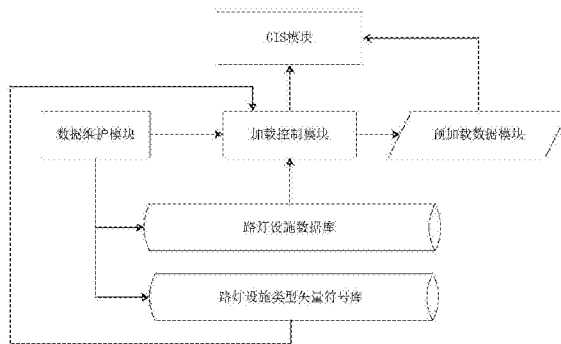 GIS模块
数据维护模块
加载控制模块
预加载数据模块
路灯设施数据库
路灯设施类型矢量符号库